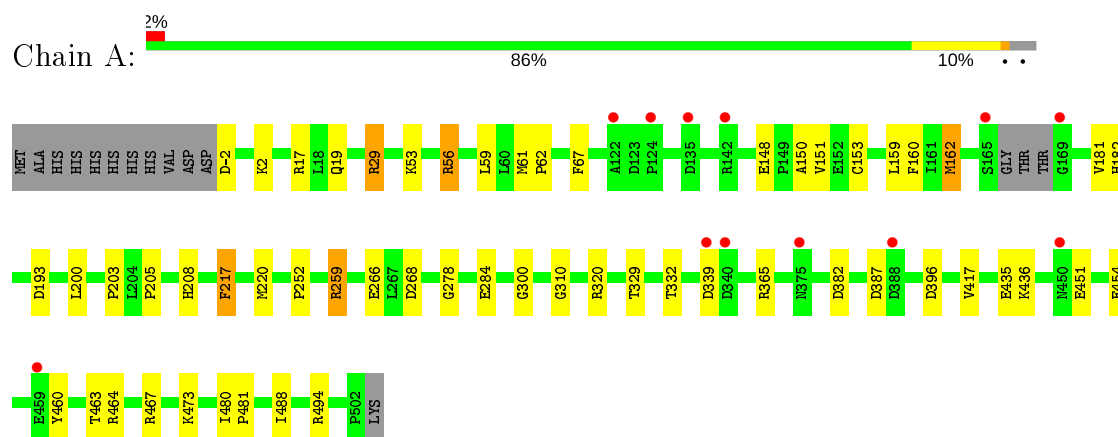 2%
Chain A:
86% 10% • •
MET ALA HIS HIS HIS HIS HIS HIS VAL ASP ASP D-2 K2 R17 L18 Q19 R29 K53 R56 L59 L60 M61 P62 F67 A122 D123 P124 D135 R142 E148 P149 A150 V151 E152 C153 L159 F160 I161 M162 S165 GLY THR THR G169 V181 H182
D193 L200 P203 L204 P205 H208 F217 M220 P252 R259 E266 L267 D268 G278 E284 G300 G310 R320 T329 T332 D339 D340 R365 N375 D382 D387 D388 D396 V417 E435 K436 N450 E451
E459 Y460 T463 R464 R467 K473 I480 P481 I488 R494 P502 LYS